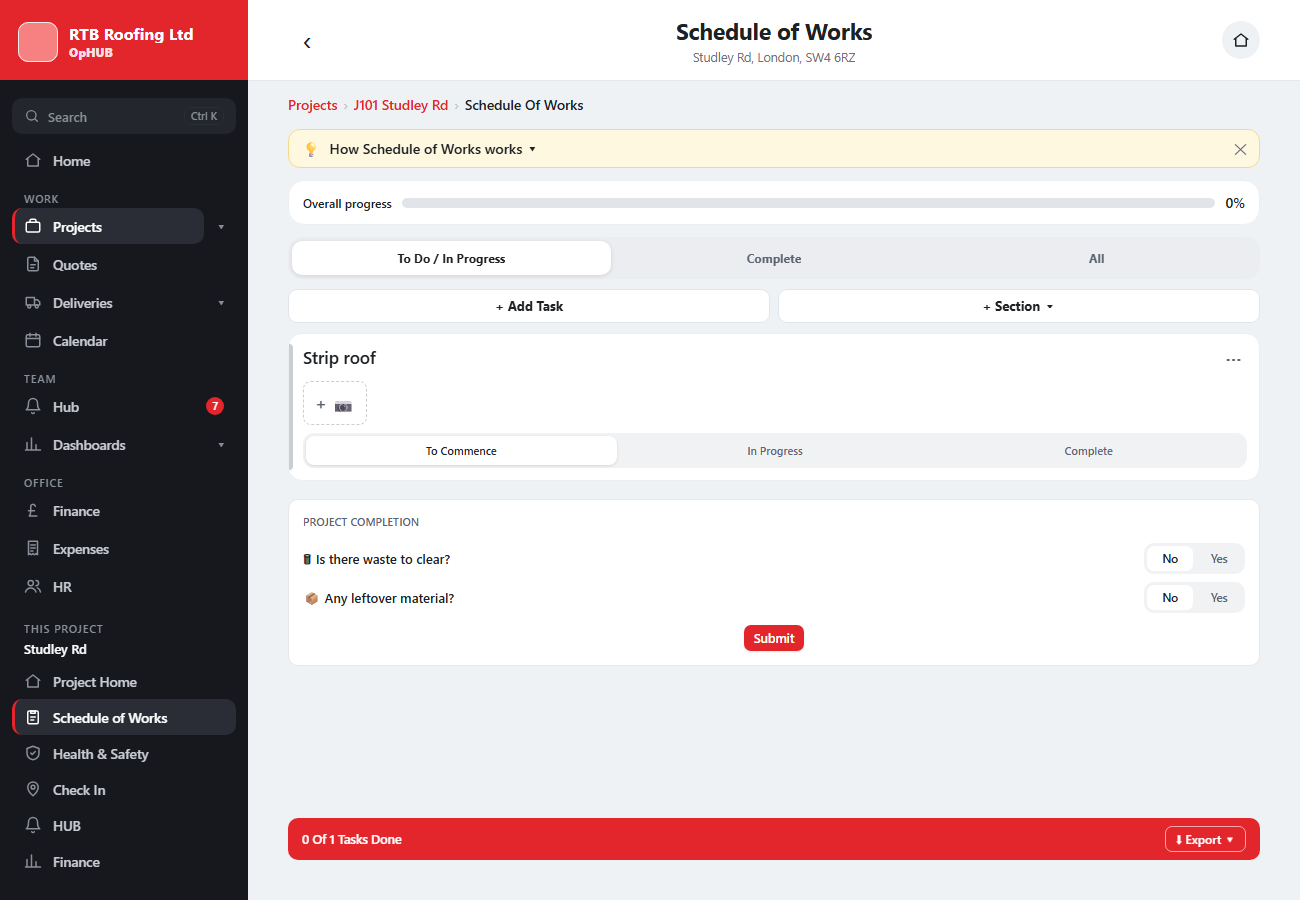 RTB Roofing Ltd
OpHUB
Search Ctrl K
Home
WORK
Projects
Quotes
Deliveries
Calendar
TEAM
Hub 7
Dashboards
OFFICE
Finance
Expenses
HR
THIS PROJECT
Studley Rd
Project Home
Schedule of Works
Health & Safety
Check In
HUB
Finance
Schedule of Works
Studley Rd, London, SW4 6RZ
Projects › J101 Studley Rd › Schedule Of Works
How Schedule of Works works
Overall progress 0%
To Do / In Progress Complete All
+ Add Task + Section
Strip roof
+
To Commence In Progress Complete
PROJECT COMPLETION
Is there waste to clear? No Yes
Any leftover material? No Yes
Submit
0 Of 1 Tasks Done Export